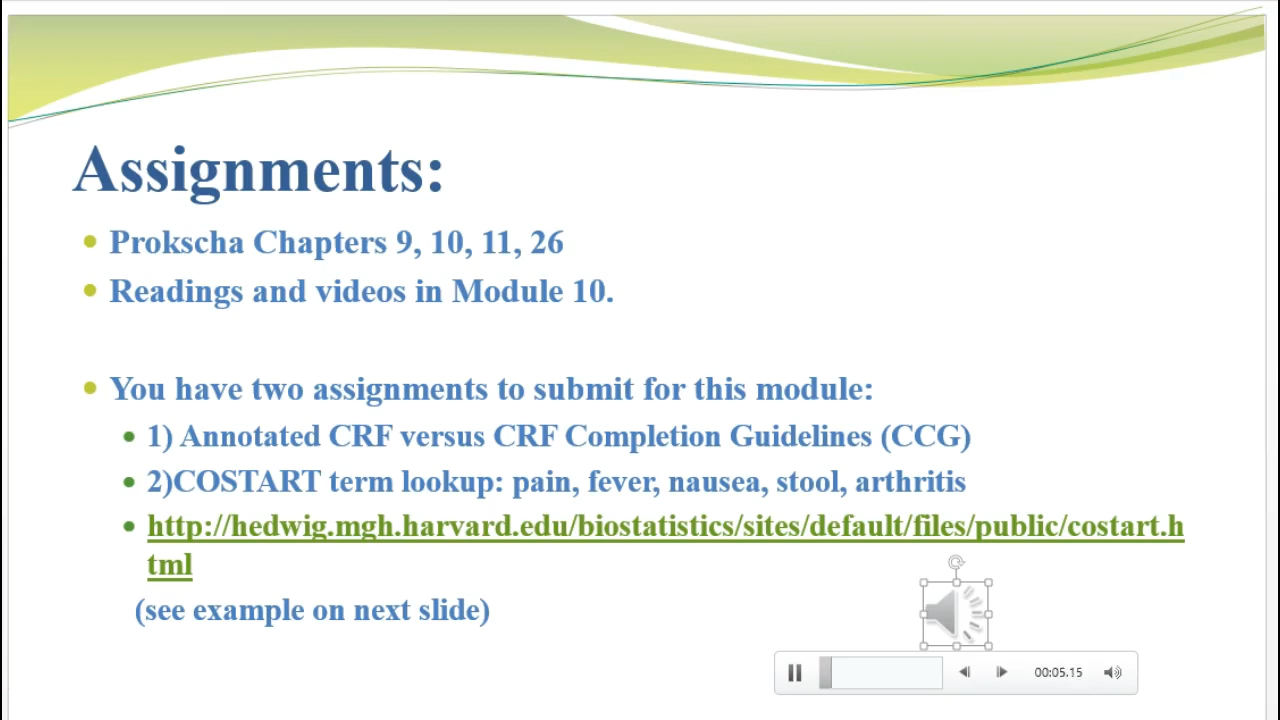 Assignments:
Prokscha Chapters 9, 10, 11, 26
Readings and videos in Module 10.
You have two assignments to submit for this module:
1) Annotated CRF versus CRF Completion Guidelines (CCG)
2)COSTART term lookup: pain, fever, nausea, stool, arthritis
http://hedwig.mgh.harvard.edu/biostatistics/sites/default/files/public/costart.h
tml
(see example on next slide)
00:05.15